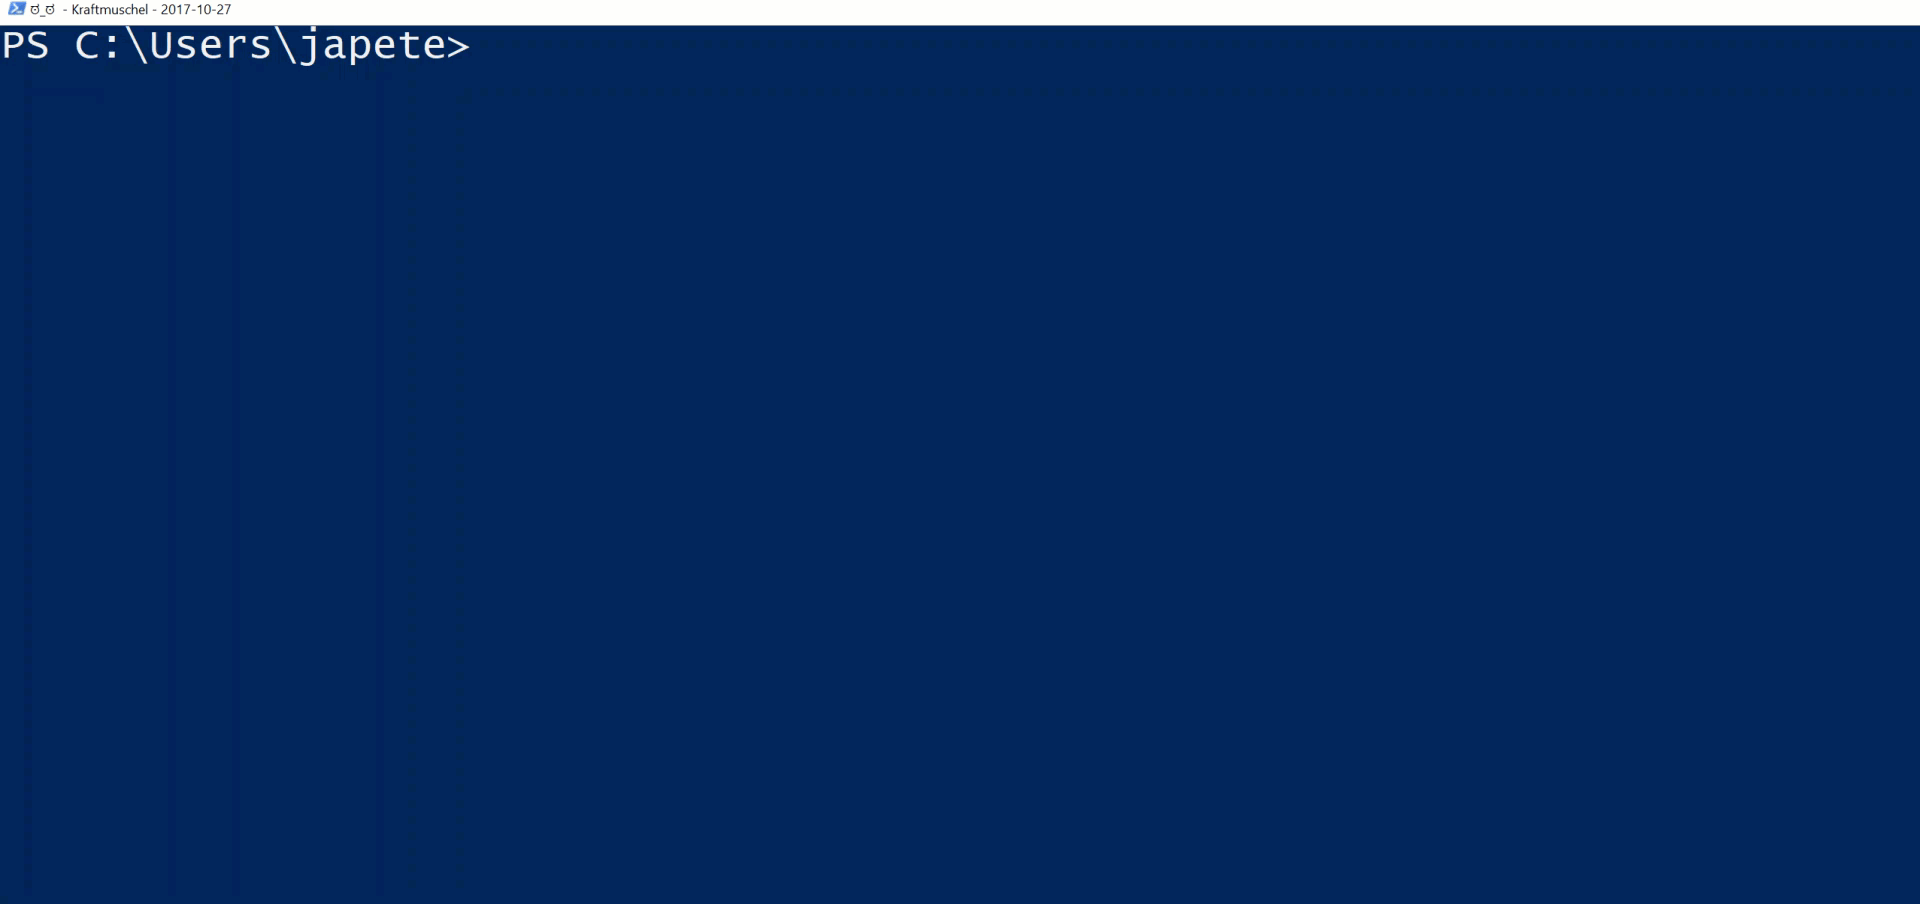 ಠ_ಠ - Kraftmuschel - 2017-10-27
PS C:\Users\japete>